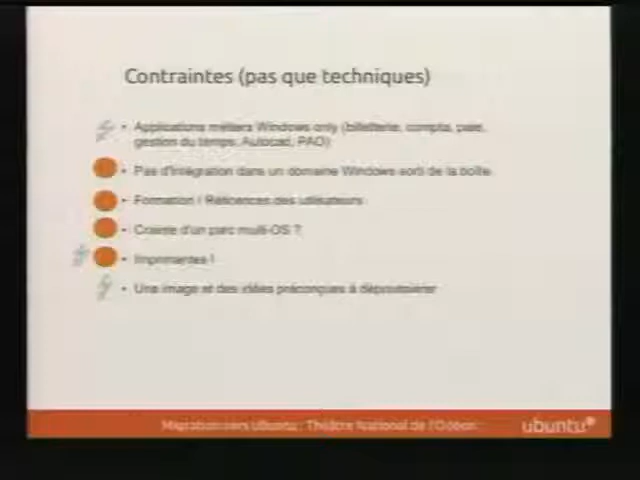 Contraintes (pas que techniques)
• Applications métiers Windows only (billetterie, compta, paie,
gestion du temps, Autocad, PAO)
• Pas d'intégration dans un domaine Windows sorti de la boîte
• Formation / Réticences des utilisateurs
• Crainte d'un parc multi-OS ?
• Imprimantes !
• Une image et des idées préconçues à dépoussiérer
Migration vers Ubuntu : Théâtre National de l'Odéon
ubuntu